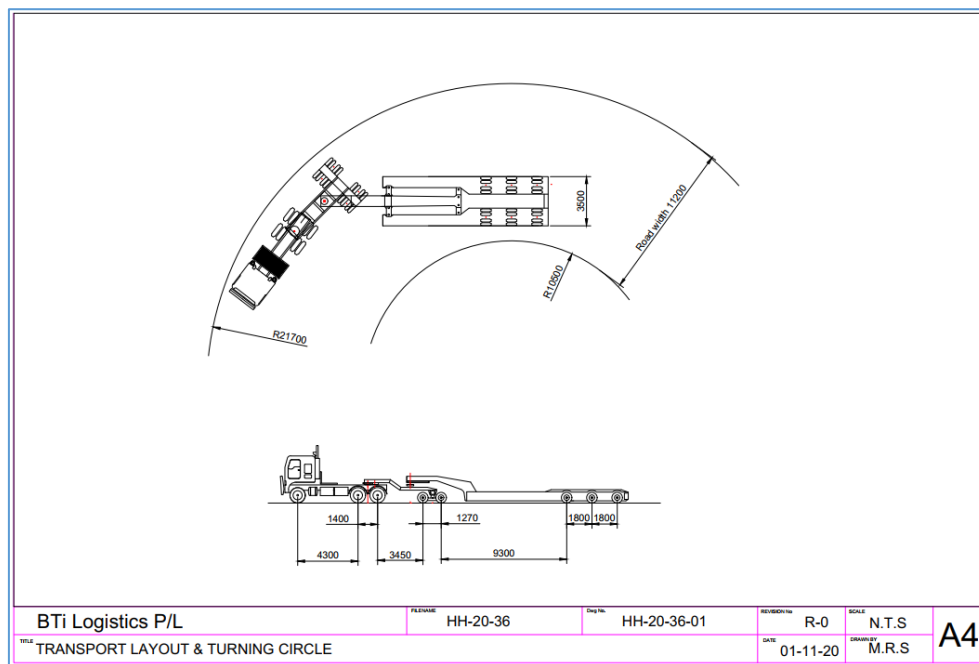 3500
Road width 11200
R10500
R21700
1400
1270
1800
1800
4300
3450
9300
BTi Logistics P/L
FILENAME
HH-20-36
Dwg No.
HH-20-36-01
REVISION No
R-0
SCALE
N.T.S
A4
TITLE
TRANSPORT LAYOUT & TURNING CIRCLE
DATE
01-11-20
DRAWN BY
M.R.S